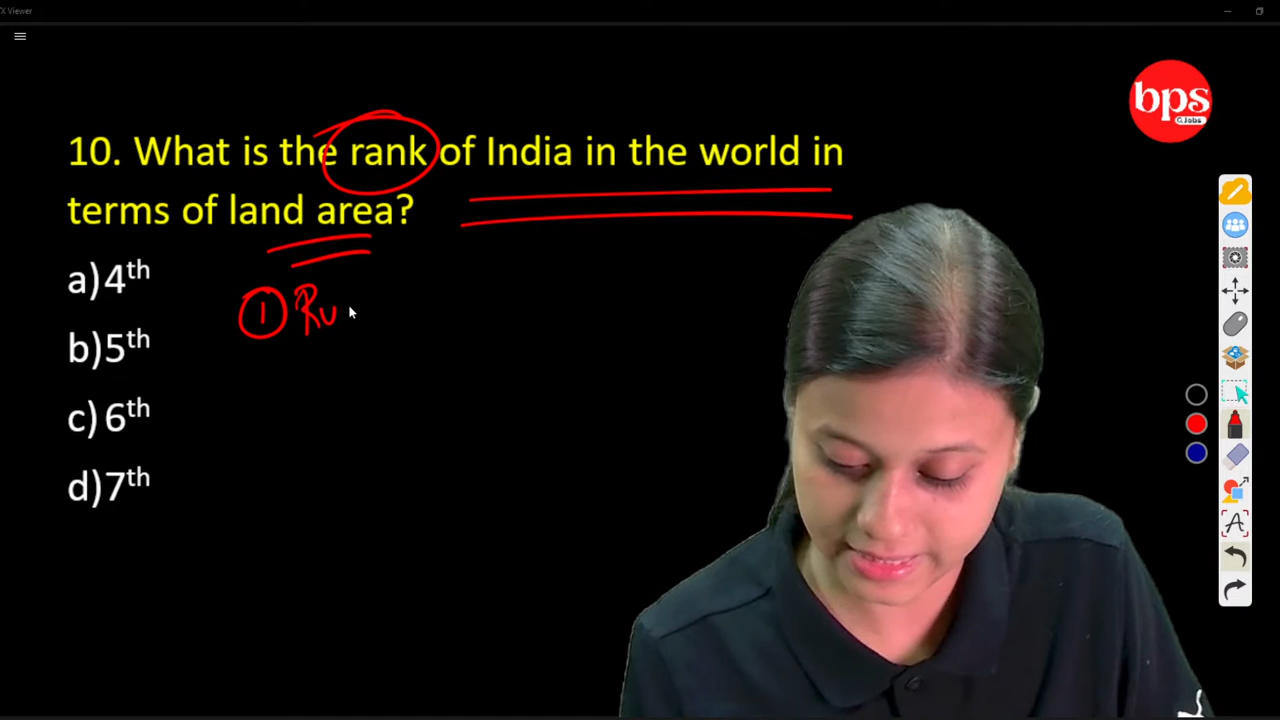 X Viewer
bps
Jobs
10. What is the rank of India in the world in
terms of land area?
a)4th
b)5th
c) 6th
d)7th
① Ru
A